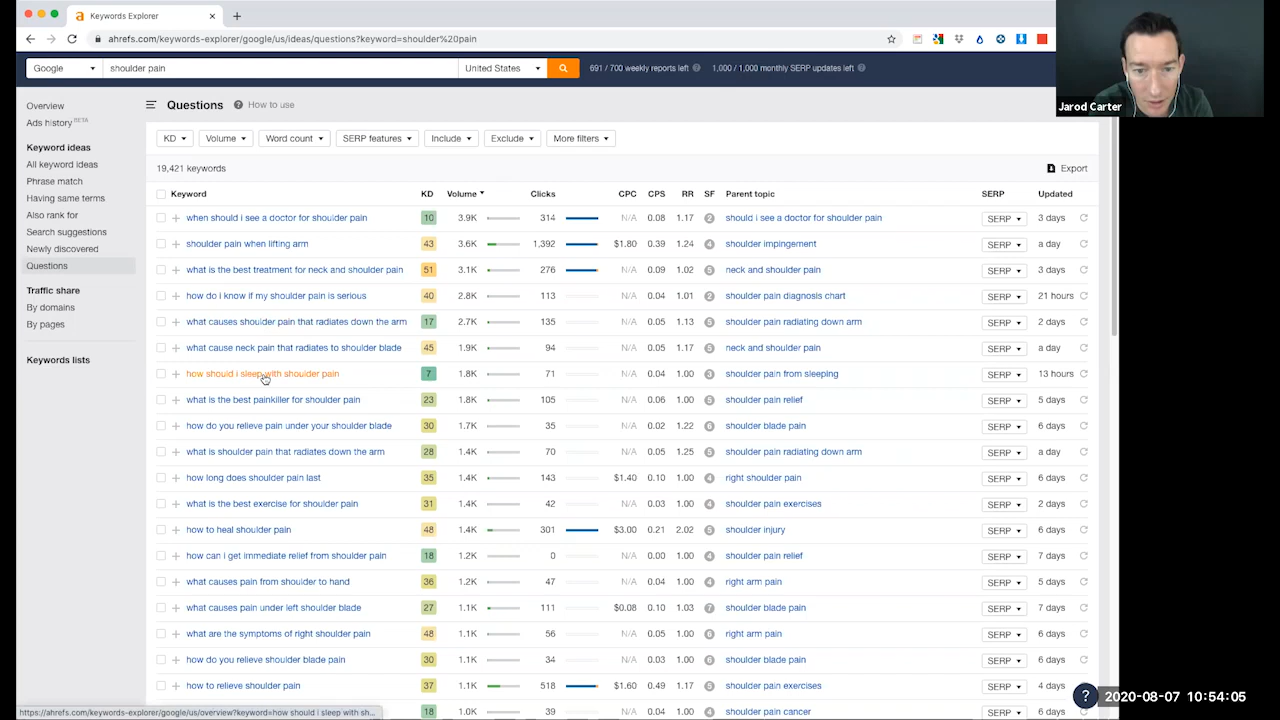 Keywords Explorer
ahrefs.com/keywords-explorer/google/us/ideas/questions?keyword=shoulder%20pain
Jarod Carter
Google shoulder pain United States 691 / 700 weekly reports left 1,000 / 1,000 monthly SERP updates left
Overview
Ads history BETA
Keyword ideas
All keyword ideas
Phrase match
Having same terms
Also rank for
Search suggestions
Newly discovered
Questions
Traffic share
By domains
By pages
Keywords lists
Questions How to use
KD Volume Word count SERP features Include Exclude More filters
19,421 keywords Export
Keyword KD Volume Clicks CPC CPS RR SF Parent topic SERP Updated
when should i see a doctor for shoulder pain 10 3.9K 314 N/A 0.08 1.17 2 should i see a doctor for shoulder pain SERP 3 days
shoulder pain when lifting arm 43 3.6K 1,392 $1.80 0.39 1.24 4 shoulder impingement SERP a day
what is the best treatment for neck and shoulder pain 51 3.1K 276 N/A 0.09 1.02 5 neck and shoulder pain SERP 3 days
how do i know if my shoulder pain is serious 40 2.8K 113 N/A 0.04 1.01 2 shoulder pain diagnosis chart SERP 21 hours
what causes shoulder pain that radiates down the arm 17 2.7K 135 N/A 0.05 1.13 5 shoulder pain radiating down arm SERP 2 days
what cause neck pain that radiates to shoulder blade 45 1.9K 94 N/A 0.05 1.17 5 neck and shoulder pain SERP a day
how should i sleep with shoulder pain 7 1.8K 71 N/A 0.04 1.00 3 shoulder pain from sleeping SERP 13 hours
what is the best painkiller for shoulder pain 23 1.8K 105 N/A 0.06 1.00 5 shoulder pain relief SERP 5 days
how do you relieve pain under your shoulder blade 30 1.7K 35 N/A 0.02 1.22 6 shoulder blade pain SERP 6 days
what is shoulder pain that radiates down the arm 28 1.4K 70 N/A 0.05 1.25 5 shoulder pain radiating down arm SERP a day
how long does shoulder pain last 35 1.4K 143 $1.40 0.10 1.00 4 right shoulder pain SERP 6 days
what is the best exercise for shoulder pain 31 1.4K 42 N/A 0.03 1.00 4 shoulder pain exercises SERP 2 days
how to heal shoulder pain 48 1.4K 301 $3.00 0.21 2.02 5 shoulder injury SERP 6 days
how can i get immediate relief from shoulder pain 18 1.2K 0 N/A 0.00 1.00 4 shoulder pain relief SERP 7 days
what causes pain from shoulder to hand 36 1.2K 47 N/A 0.04 1.00 4 right arm pain SERP 5 days
what causes pain under left shoulder blade 27 1.1K 111 $0.08 0.10 1.03 7 shoulder blade pain SERP 7 days
what are the symptoms of right shoulder pain 48 1.1K 56 N/A 0.05 1.00 6 right arm pain SERP 6 days
how do you relieve shoulder blade pain 30 1.1K 34 N/A 0.03 1.00 6 shoulder blade pain SERP 6 days
how to relieve shoulder pain 37 1.1K 518 $1.60 0.49 1.17 5 shoulder pain exercises SERP 4 days
18 1.0K 39 N/A 0.04 1.00 4 shoulder pain cancer SERP 6 days
https://ahrefs.com/keywords-explorer/google/us/overview?keyword=how should i sleep with sh...
? 2020-08-07 10:54:05